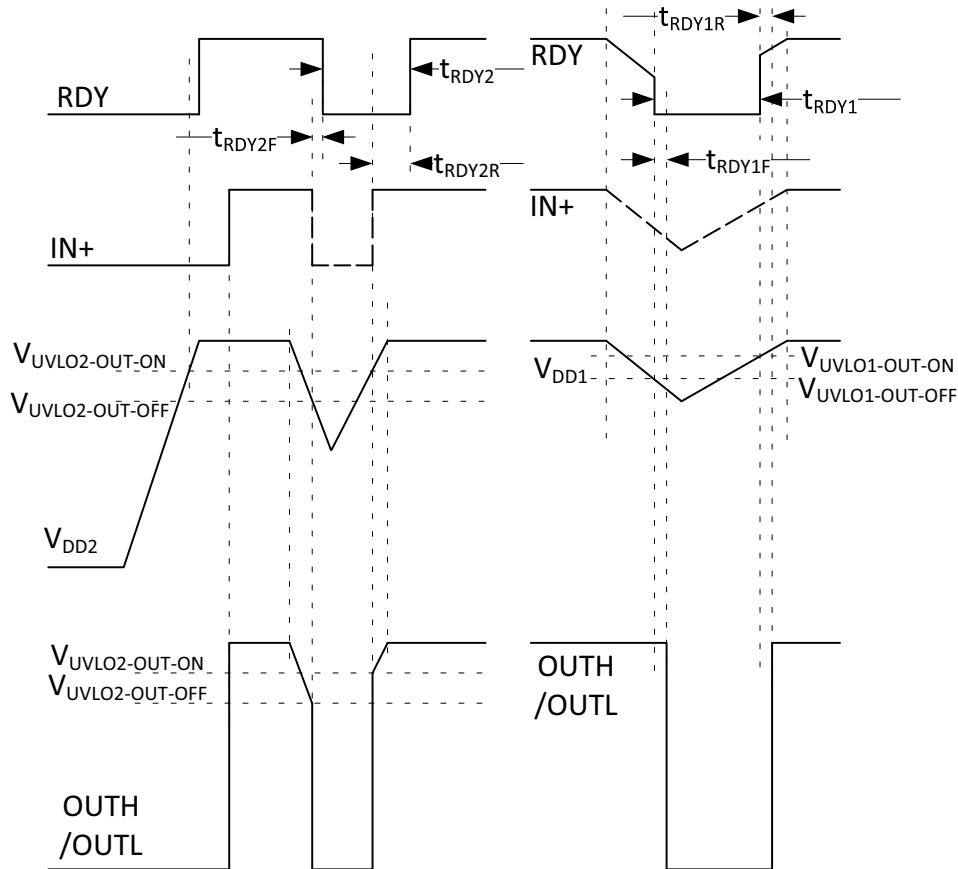 RDY
tRDY2
tRDY2F
tRDY2R
IN+
VUVLO2-OUT-ON
VUVLO2-OUT-OFF
VDD2
VUVLO2-OUT-ON
VUVLO2-OUT-OFF
OUTH
/OUTL
tRDY1R
RDY
tRDY1
tRDY1F
IN+
VDD1
VUVLO1-OUT-ON
VUVLO1-OUT-OFF
OUTH
/OUTL